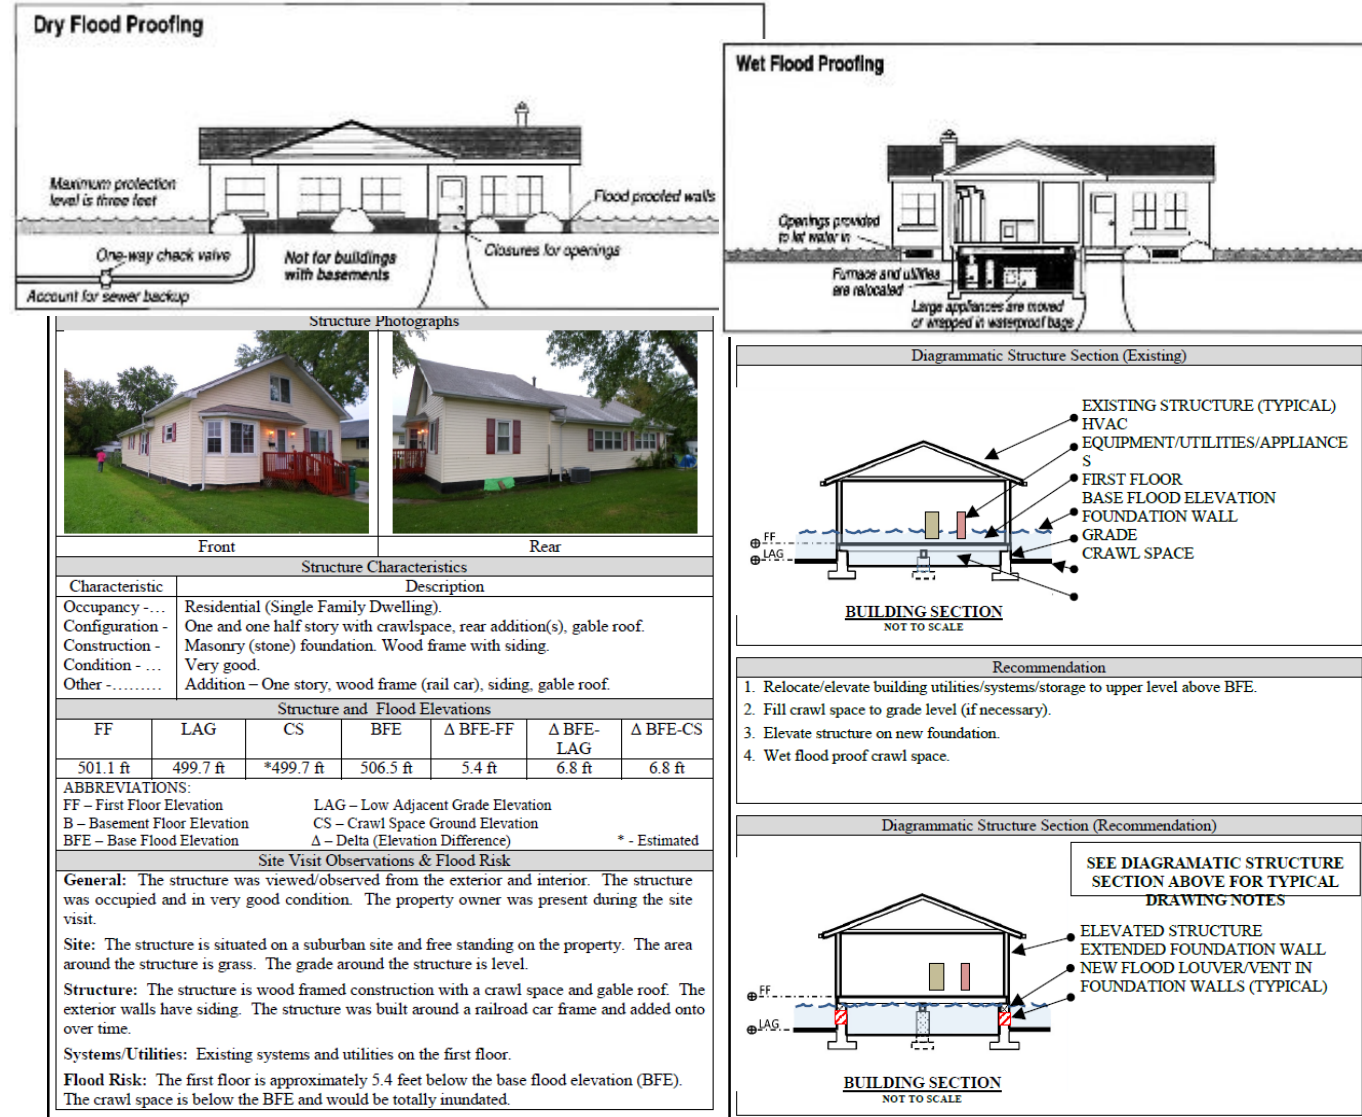 Dry Flood Proofing
Maximum protection
level is three feet
Flood proofed walls
One-way check valve
Not for buildings
with basements
Closures for openings
Account for sewer backup
Wet Flood Proofing
Openings provided
to let water in
Furnace and utilities
are relocated
Large appliances are moved
or wrapped in waterproof bags
Structure Photographs
Front
Rear
Structure Characteristics
Characteristic Description
Occupancy -... Residential (Single Family Dwelling).
Configuration - One and one half story with crawlspace, rear addition(s), gable roof.
Construction - Masonry (stone) foundation. Wood frame with siding.
Condition - ... Very good.
Other -......... Addition – One story, wood frame (rail car), siding, gable roof.
Structure and Flood Elevations
FF LAG CS BFE Δ BFE-FF Δ BFE-LAG Δ BFE-CS
501.1 ft 499.7 ft *499.7 ft 506.5 ft 5.4 ft 6.8 ft 6.8 ft
ABBREVIATIONS:
FF – First Floor Elevation LAG – Low Adjacent Grade Elevation
B – Basement Floor Elevation CS – Crawl Space Ground Elevation
BFE – Base Flood Elevation Δ – Delta (Elevation Difference) * - Estimated
Site Visit Observations & Flood Risk
General: The structure was viewed/observed from the exterior and interior. The structure
was occupied and in very good condition. The property owner was present during the site
visit.
Site: The structure is situated on a suburban site and free standing on the property. The area
around the structure is grass. The grade around the structure is level.
Structure: The structure is wood framed construction with a crawl space and gable roof. The
exterior walls have siding. The structure was built around a railroad car frame and added onto
over time.
Systems/Utilities: Existing systems and utilities on the first floor.
Flood Risk: The first floor is approximately 5.4 feet below the base flood elevation (BFE).
The crawl space is below the BFE and would be totally inundated.
Diagrammatic Structure Section (Existing)
EXISTING STRUCTURE (TYPICAL)
HVAC
EQUIPMENT/UTILITIES/APPLIANCE
S
FIRST FLOOR
BASE FLOOD ELEVATION
FOUNDATION WALL
GRADE
CRAWL SPACE
FF
LAG
BUILDING SECTION
NOT TO SCALE
Recommendation
1. Relocate/elevate building utilities/systems/storage to upper level above BFE.
2. Fill crawl space to grade level (if necessary).
3. Elevate structure on new foundation.
4. Wet flood proof crawl space.
Diagrammatic Structure Section (Recommendation)
SEE DIAGRAMATIC STRUCTURE
SECTION ABOVE FOR TYPICAL
DRAWING NOTES
ELEVATED STRUCTURE
EXTENDED FOUNDATION WALL
NEW FLOOD LOUVER/VENT IN
FOUNDATION WALLS (TYPICAL)
FF
LAG
BUILDING SECTION
NOT TO SCALE